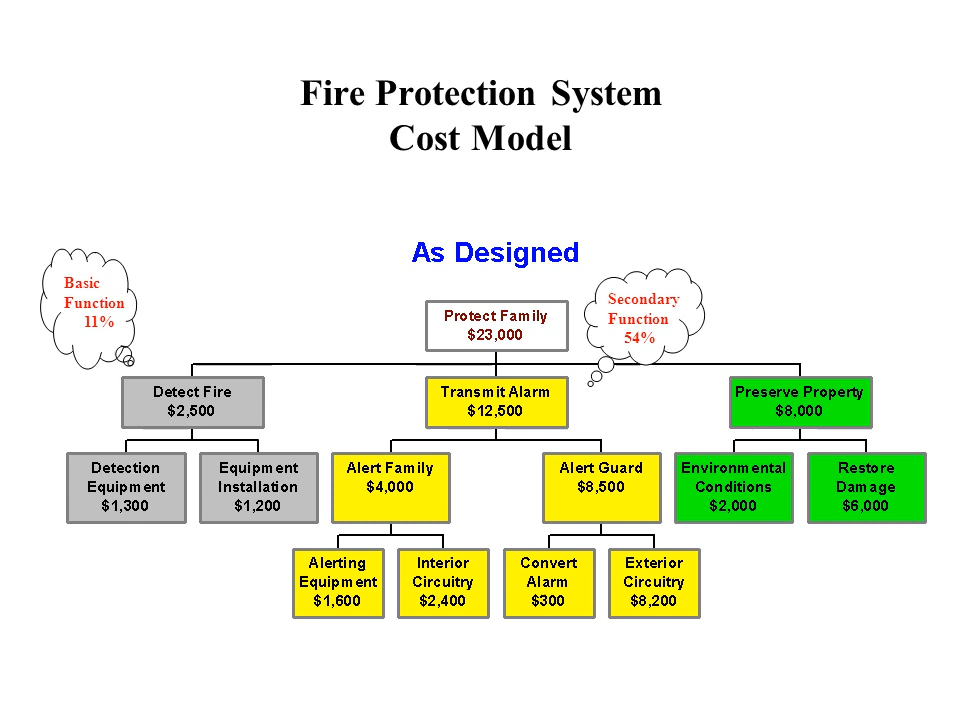 Fire Protection System
Cost Model
As Designed
Basic
Function
11%
Secondary
Function
54%
Protect Family
$23,000
Detect Fire
$2,500
Transmit Alarm
$12,500
Preserve Property
$8,000
Detection
Equipment
$1,300
Equipment
Installation
$1,200
Alert Family
$4,000
Alert Guard
$8,500
Environmental
Conditions
$2,000
Restore
Damage
$6,000
Alerting
Equipment
$1,600
Interior
Circuitry
$2,400
Convert
Alarm
$300
Exterior
Circuitry
$8,200